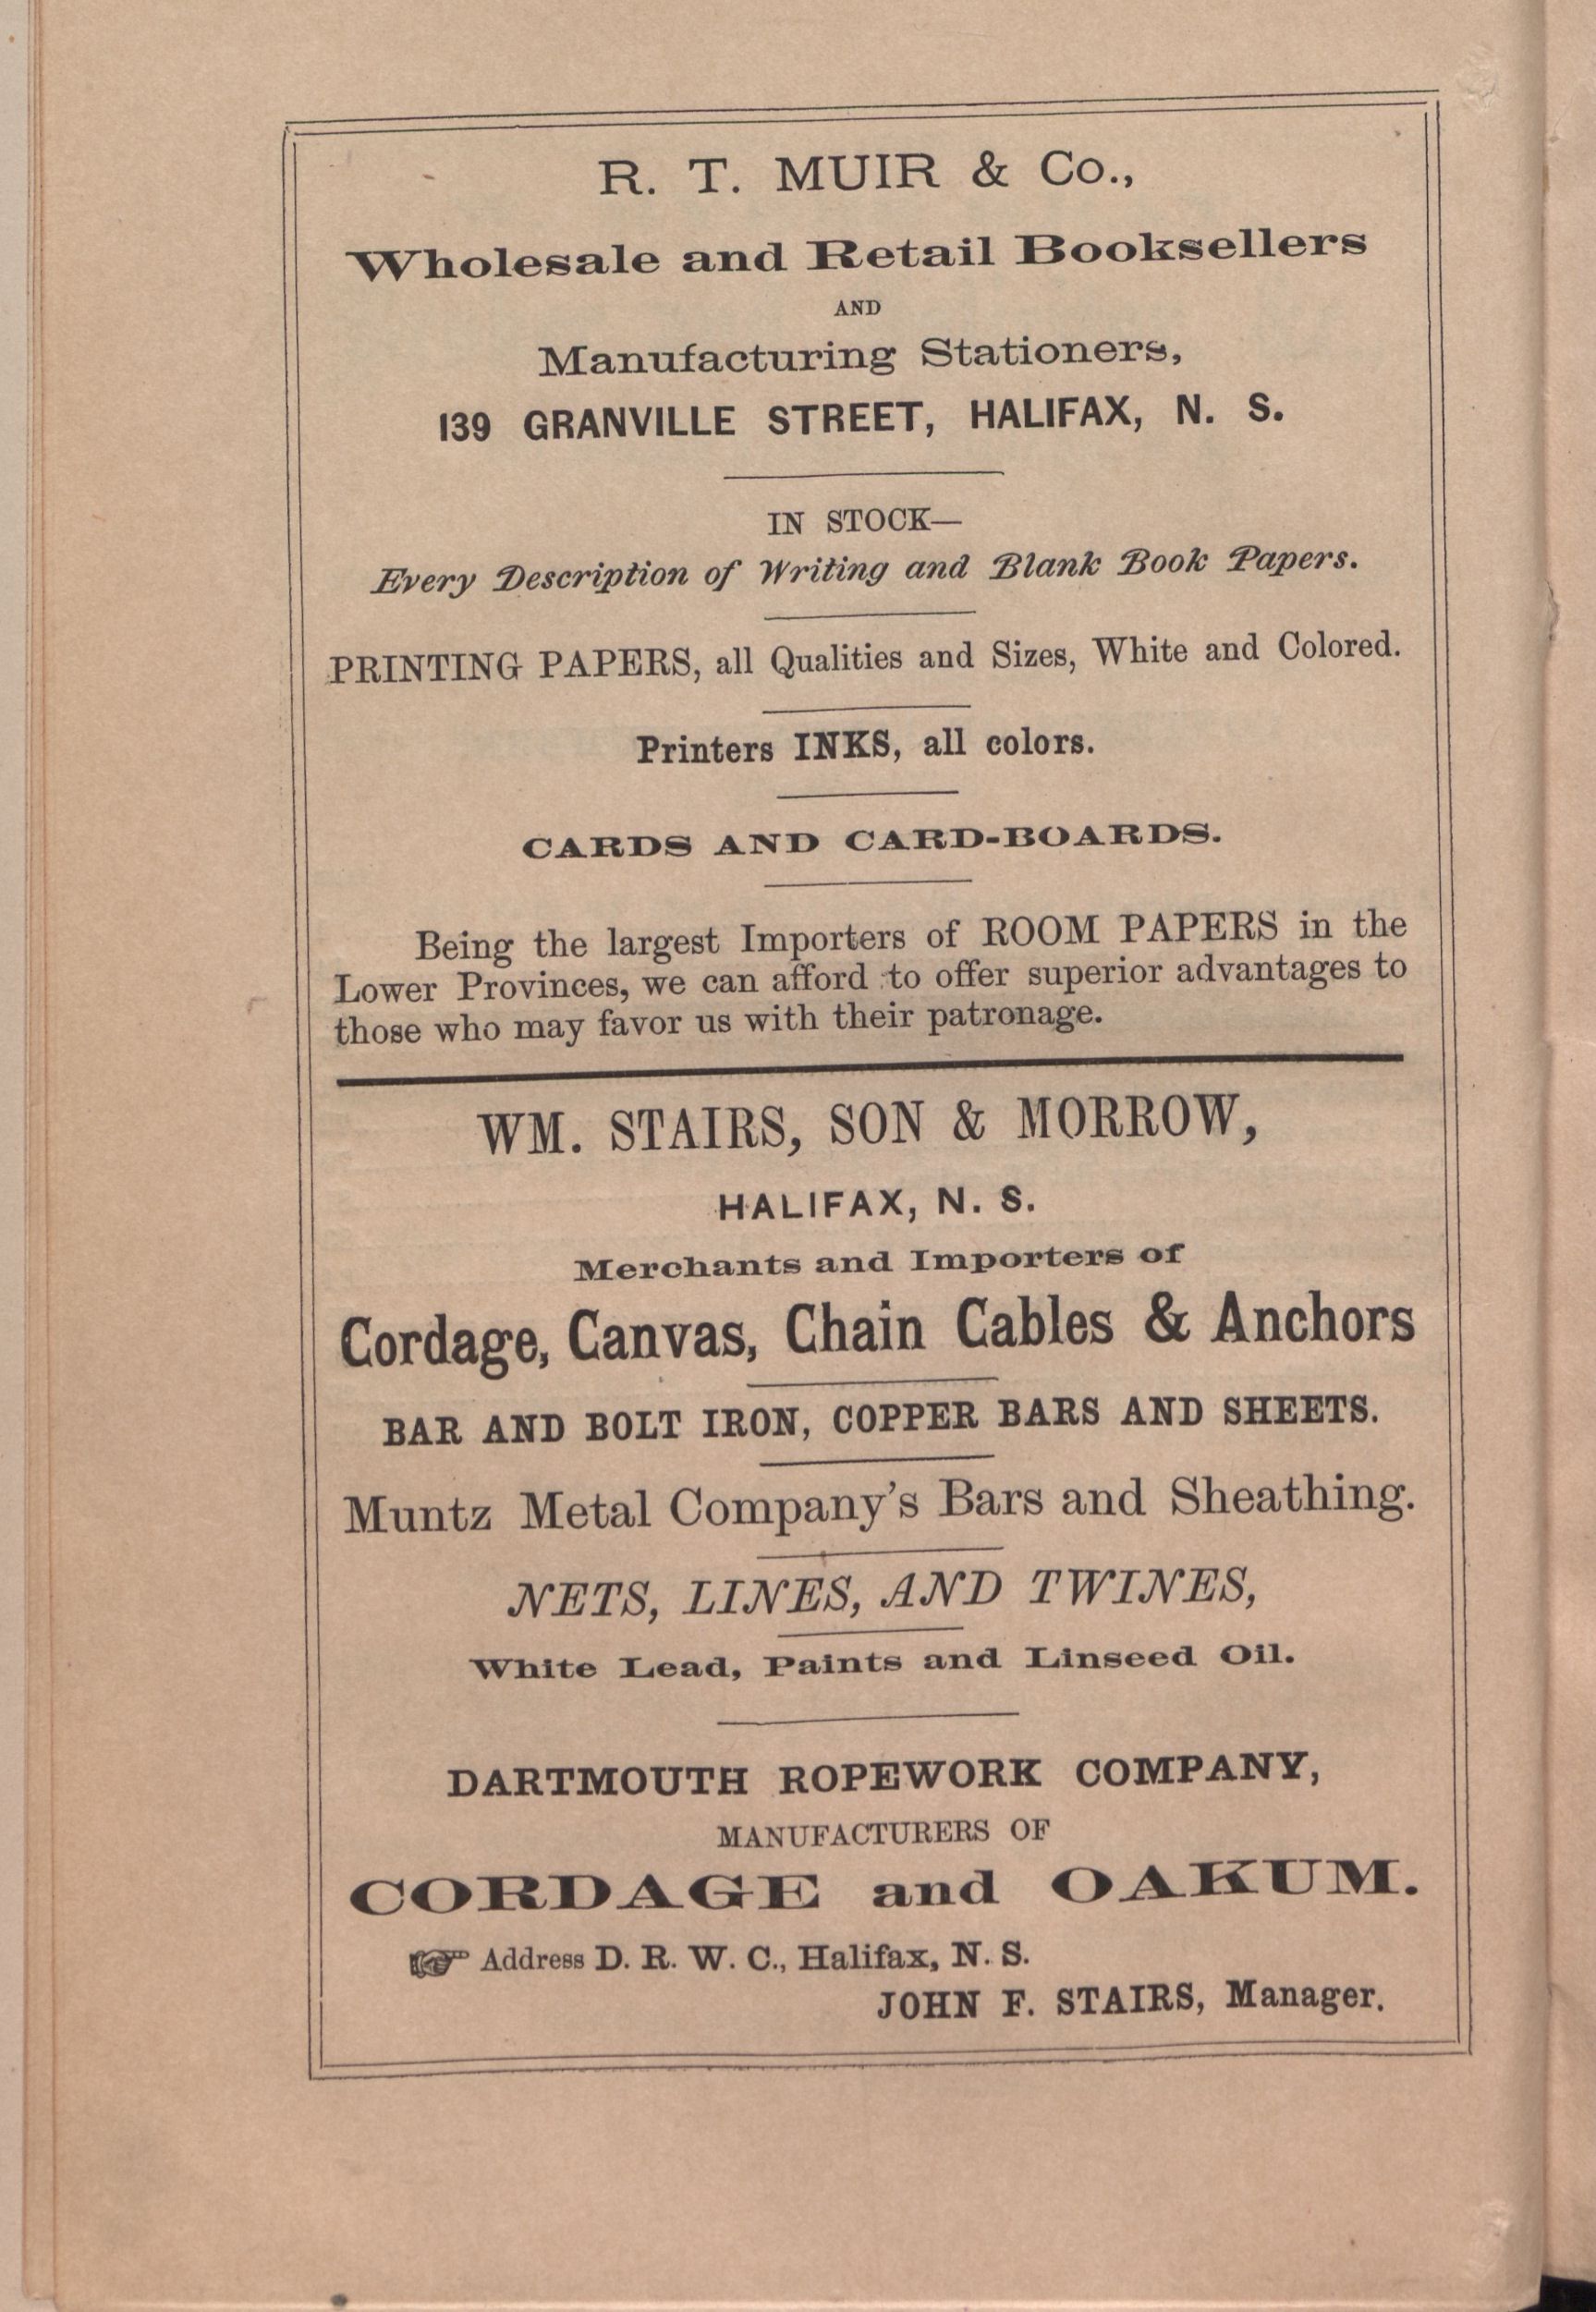 R. T. MUIR & Co.,
Wholesale and Retail Booksellers
AND
Manufacturing Stationers,
139 GRANVILLE STREET, HALIFAX, N. S.
IN STOCK—
Every Description of Writing and Blank Book Papers.
PRINTING PAPERS, all Qualities and Sizes, White and Colored.
Printers INKS, all colors.
CARDS AND CARD-BOARDS.
Being the largest Importers of ROOM PAPERS in the
Lower Provinces, we can afford to offer superior advantages to
those who may favor us with their patronage.
WM. STAIRS, SON & MORROW,
HALIFAX, N. S.
Merchants and Importers of
Cordage, Canvas, Chain Cables & Anchors
BAR AND BOLT IRON, COPPER BARS AND SHEETS.
Muntz Metal Company's Bars and Sheathing.
NETS, LINES, AND TWINES,
White Lead, Paints and Linseed Oil.
DARTMOUTH ROPEWORK COMPANY,
MANUFACTURERS OF
CORDAGE and OAKUM.
☞ Address D. R. W. C., Halifax, N. S.
JOHN F. STAIRS, Manager.